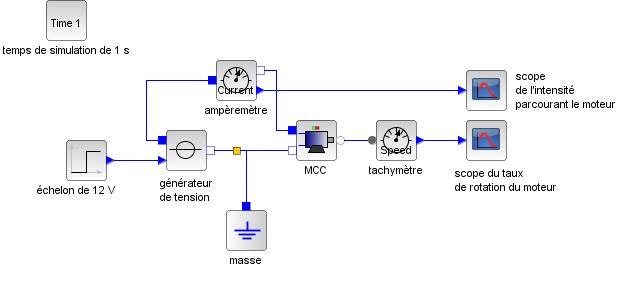 Time 1
temps de simulation de 1 s
Current
ampèremètre
scope
de l'intensité
parcourant le moteur
échelon de 12 V
générateur
de tension
MCC
Speed
tachymètre
scope du taux
de rotation du moteur
masse